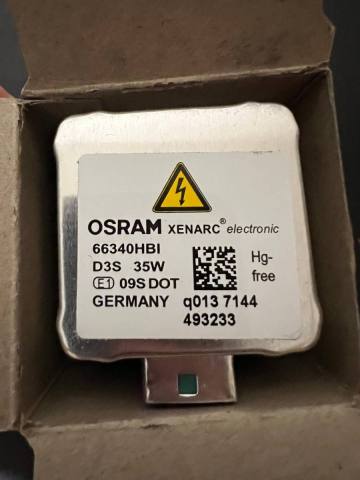 OSRAM XENARC® electronic
66340HBI
D3S 35W
Hg-
free
E1 09S DOT
GERMANY q013 7144
493233